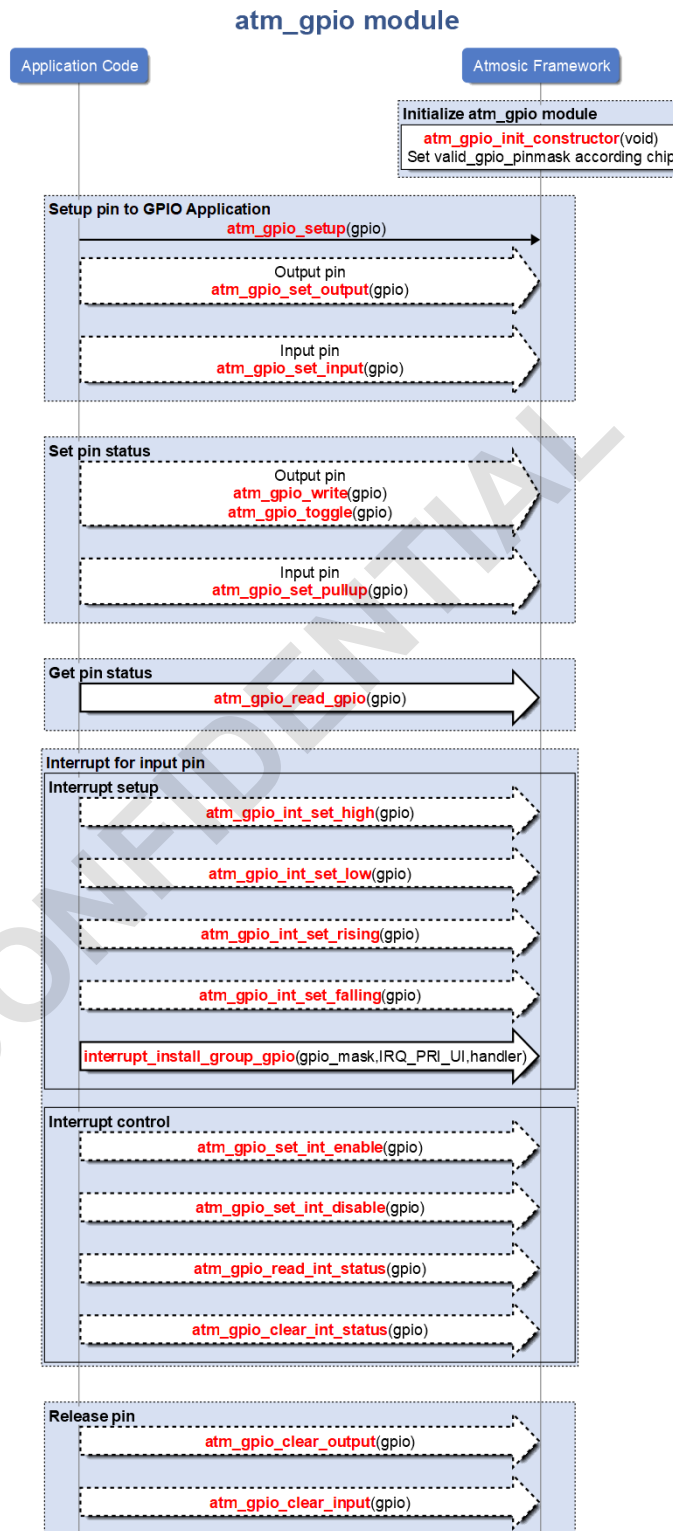 atm_gpio module
Application Code
Atmosic Framework
Initialize atm_gpio module
atm_gpio_init_constructor(void)
Set valid_gpio_pinmask according chip
Setup pin to GPIO Application
atm_gpio_setup(gpio)
Output pin
atm_gpio_set_output(gpio)
Input pin
atm_gpio_set_input(gpio)
Set pin status
Output pin
atm_gpio_write(gpio)
atm_gpio_toggle(gpio)
Input pin
atm_gpio_set_pullup(gpio)
Get pin status
atm_gpio_read_gpio(gpio)
Interrupt for input pin
Interrupt setup
atm_gpio_int_set_high(gpio)
atm_gpio_int_set_low(gpio)
atm_gpio_int_set_rising(gpio)
atm_gpio_int_set_falling(gpio)
interrupt_install_group_gpio(gpio_mask,IRQ_PRI_UI,handler)
Interrupt control
atm_gpio_set_int_enable(gpio)
atm_gpio_set_int_disable(gpio)
atm_gpio_read_int_status(gpio)
atm_gpio_clear_int_status(gpio)
Release pin
atm_gpio_clear_output(gpio)
atm_gpio_clear_input(gpio)
CONFIDENTIAL